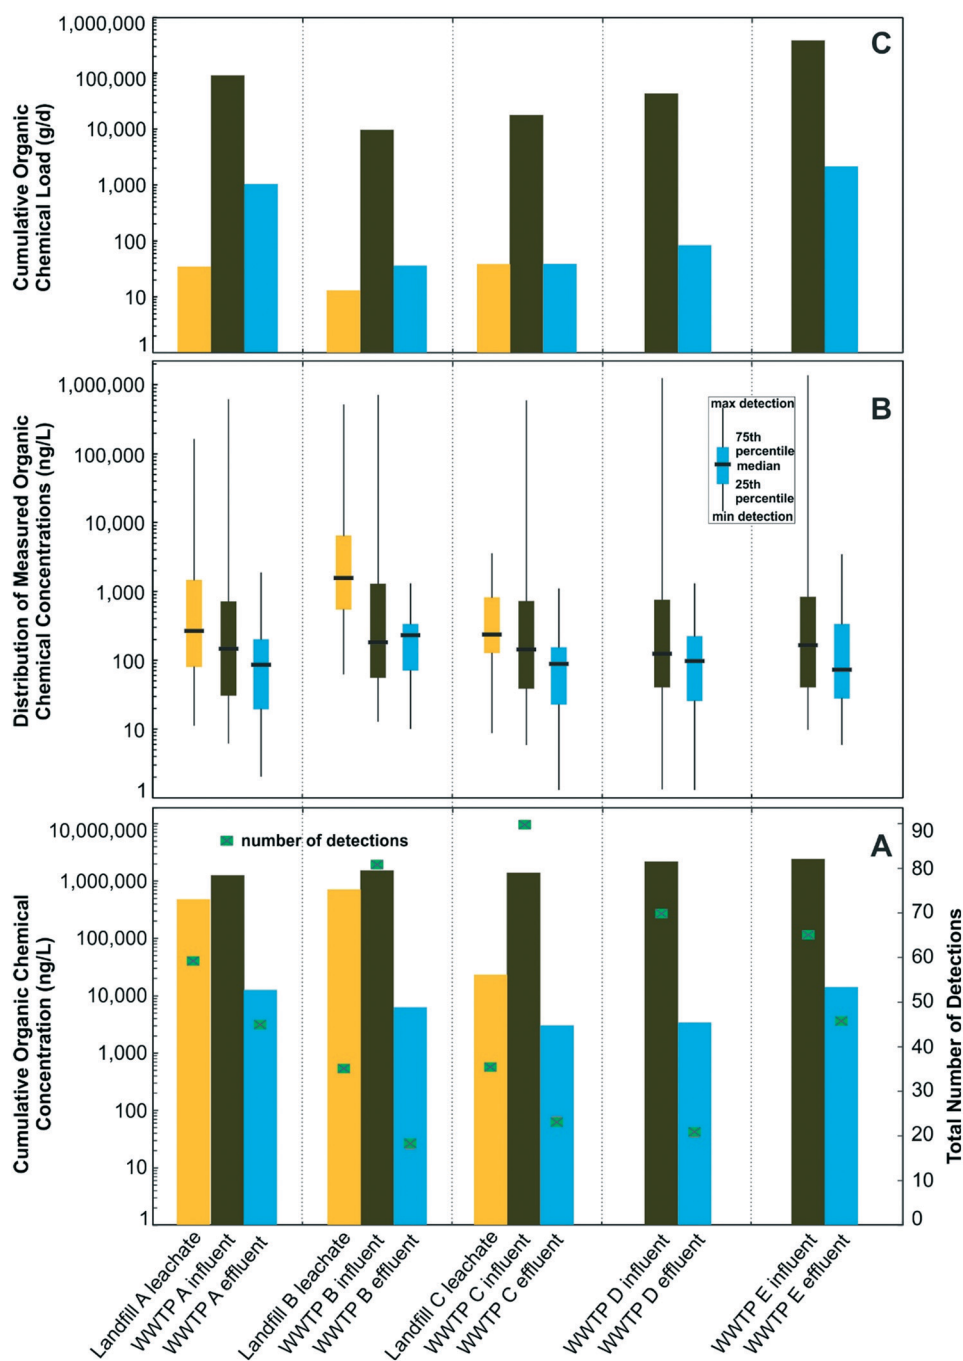 C
Cumulative Organic
Chemical Load (g/d)
1,000,000
100,000
10,000
1,000
100
10
1
B
Distribution of Measured Organic
Chemical Concentrations (ng/L)
1,000,000
100,000
10,000
1,000
100
10
1
max detection
75th
percentile
median
25th
percentile
min detection
A
Cumulative Organic Chemical
Concentration (ng/L)
10,000,000
1,000,000
100,000
10,000
1,000
100
10
1
number of detections
90
80
70
60
50
40
30
20
10
0
Total Number of Detections
Landfill A leachate
WWTP A influent
WWTP A effluent
Landfill B leachate
WWTP B influent
WWTP B effluent
Landfill C leachate
WWTP C influent
WWTP C effluent
WWTP D influent
WWTP D effluent
WWTP E influent
WWTP E effluent